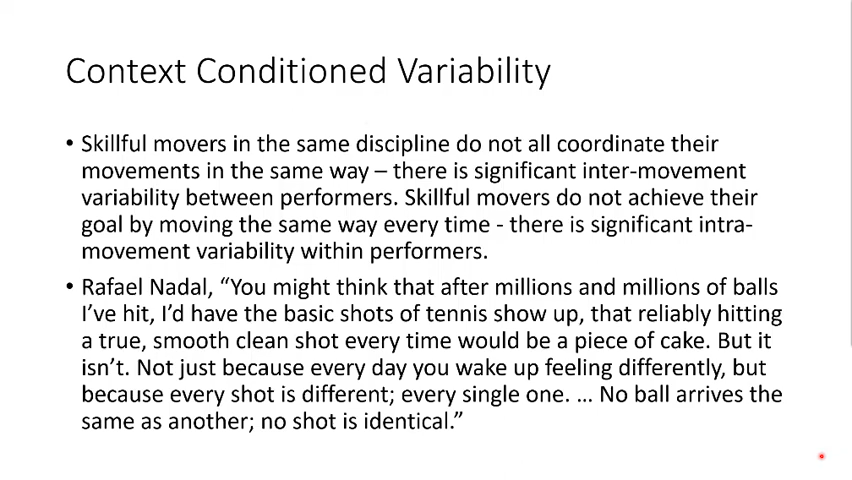 Context Conditioned Variability
• Skillful movers in the same discipline do not all coordinate their
movements in the same way – there is significant inter-movement
variability between performers. Skillful movers do not achieve their
goal by moving the same way every time - there is significant intra-
movement variability within performers.
• Rafael Nadal, “You might think that after millions and millions of balls
I’ve hit, I’d have the basic shots of tennis show up, that reliably hitting
a true, smooth clean shot every time would be a piece of cake. But it
isn’t. Not just because every day you wake up feeling differently, but
because every shot is different; every single one. … No ball arrives the
same as another; no shot is identical.”